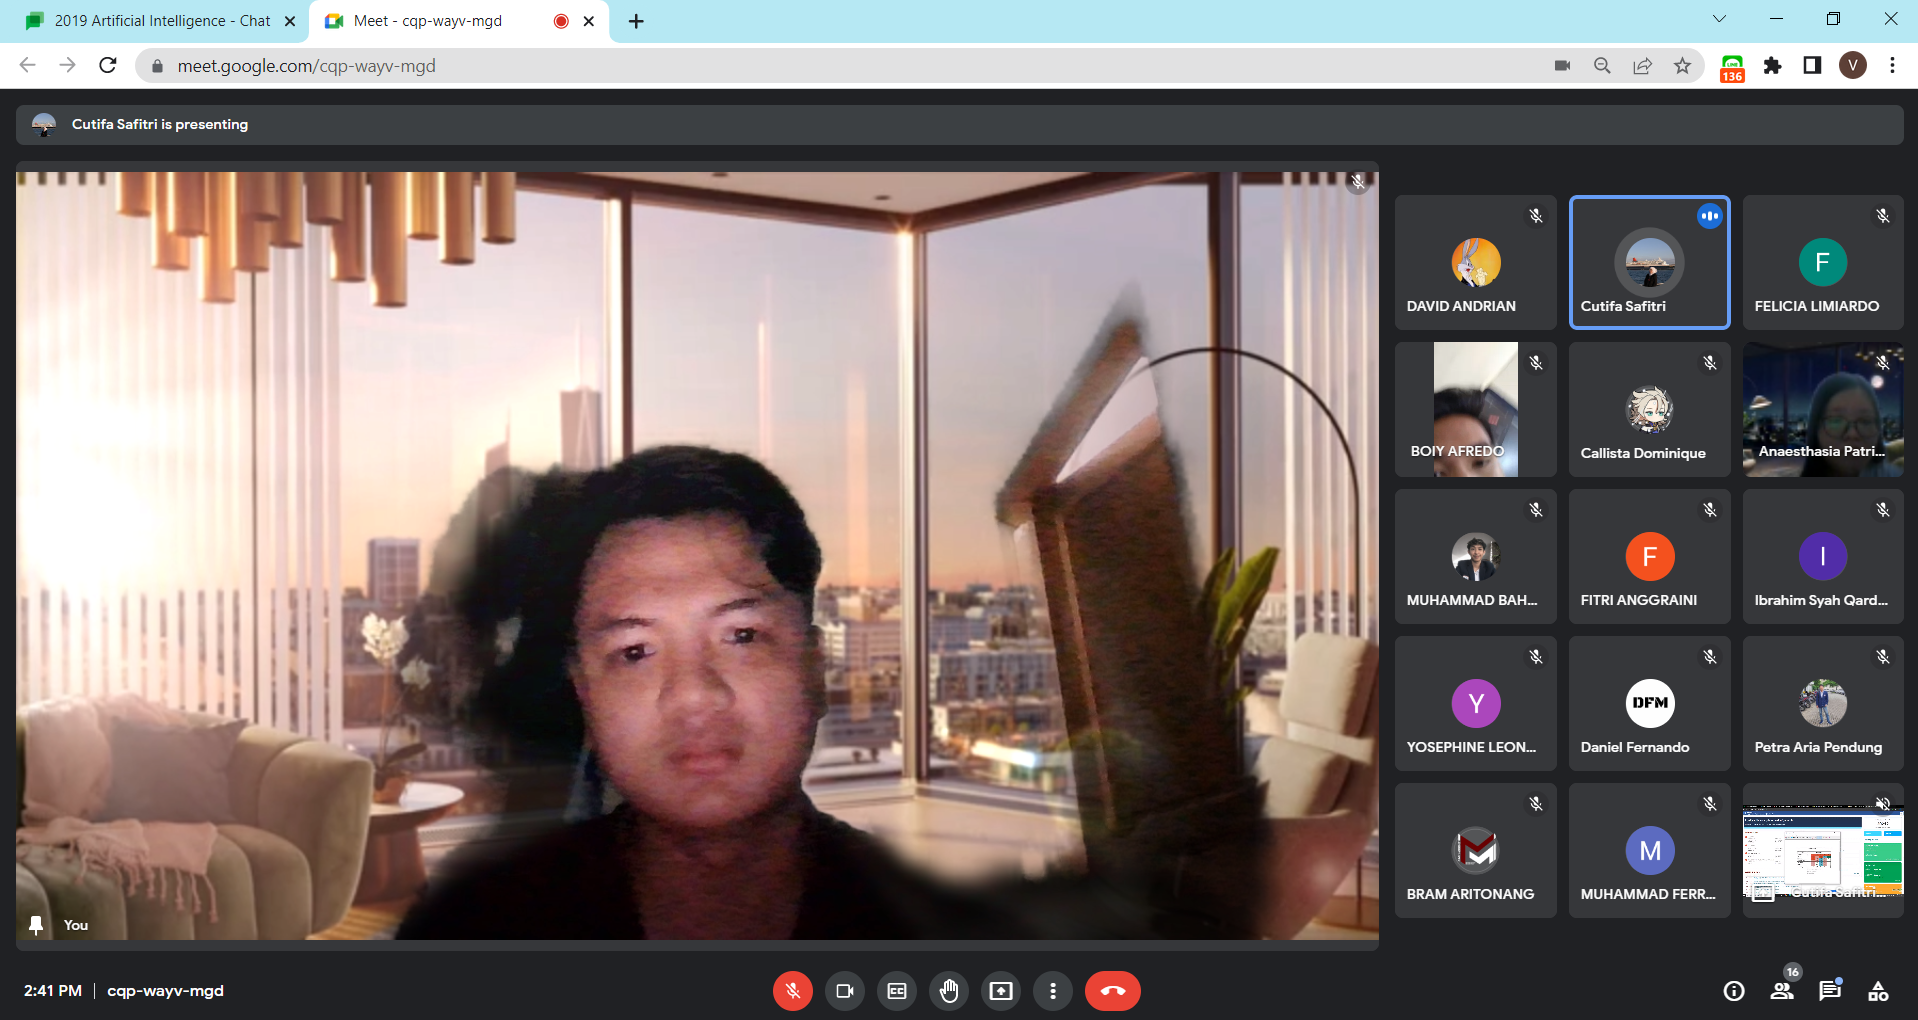 2019 Artificial Intelligence - Chat
Meet - cqp-wayv-mgd
meet.google.com/cqp-wayv-mgd
136
V
Cutifa Safitri is presenting
DAVID ANDRIAN
Cutifa Safitri
F
FELICIA LIMIARDO
BOIY AFREDO
Callista Dominique
Anaesthasia Patri...
MUHAMMAD BAH...
F
FITRI ANGGRAINI
I
Ibrahim Syah Qard...
Y
YOSEPHINE LEON...
DFM
Daniel Fernando
Petra Aria Pendung
BRAM ARITONANG
M
MUHAMMAD FERR...
Cutifa Safitri...
You
2:41 PM | cqp-wayv-mgd
CC
16